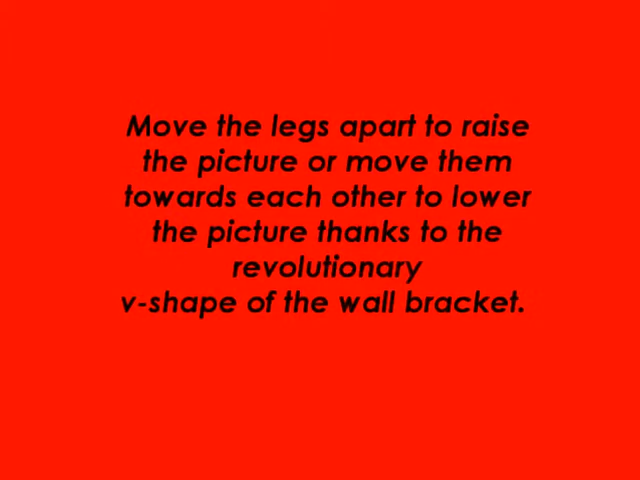 Move the legs apart to raise
the picture or move them
towards each other to lower
the picture thanks to the
revolutionary
v-shape of the wall bracket.